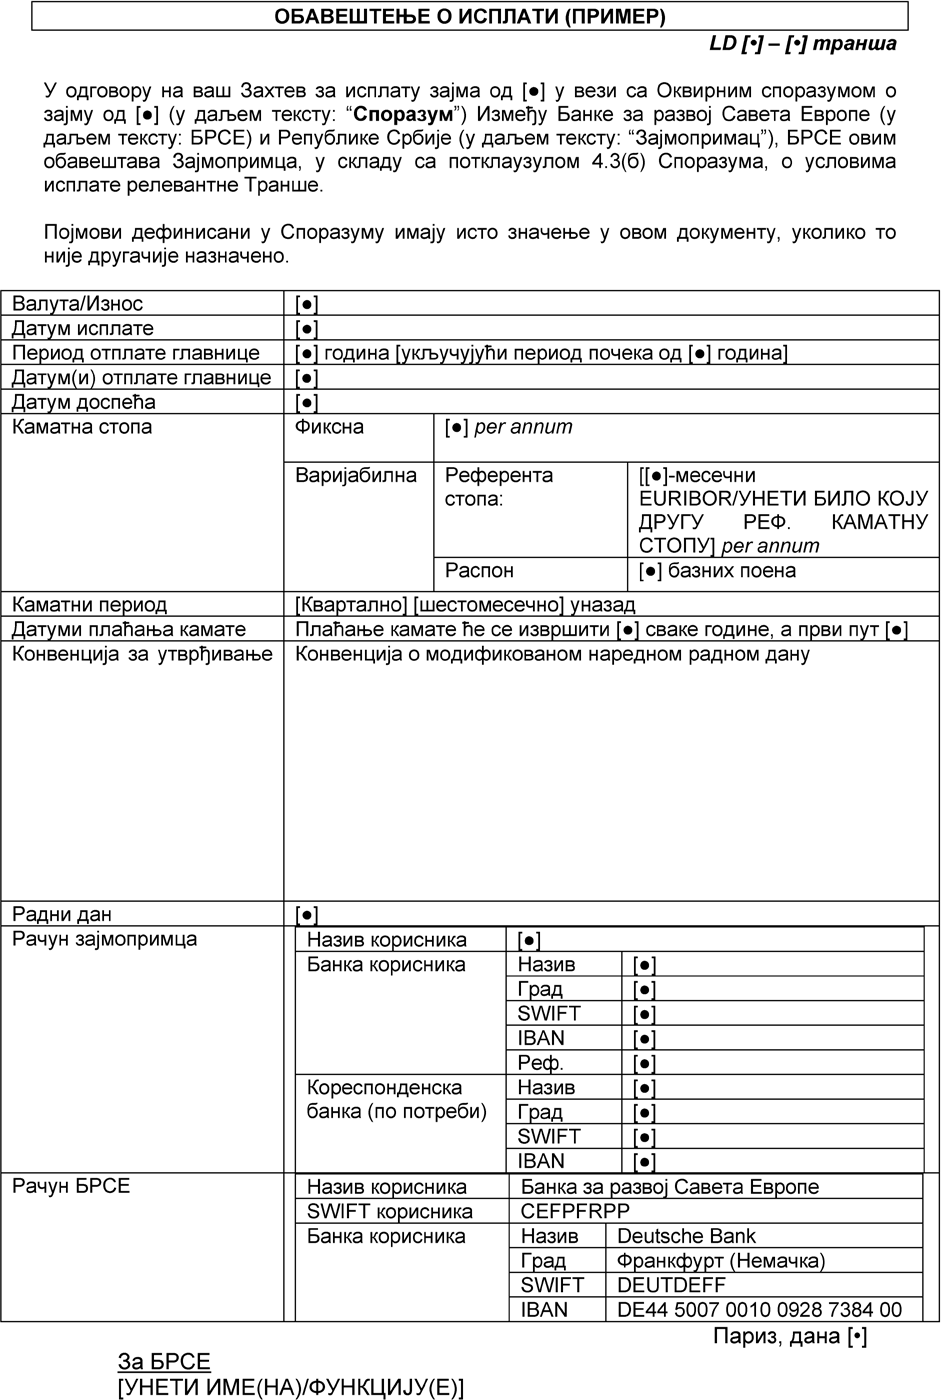 ОБАВЕШТЕЊЕ О ИСПЛАТИ (ПРИМЕР)
LD [•] – [•] транша
У одговору на ваш Захтев за исплату зајма од [●] у вези са Оквирним споразумом о
зајму од [●] (у даљем тексту: “Споразум”) Између Банке за развој Савета Европе (у
даљем тексту: БРСЕ) и Републике Србије (у даљем тексту: “Зајмопримац”), БРСЕ овим
обавештава Зајмопримца, у складу са потклаузулом 4.3(б) Споразума, о условима
исплате релевантне Транше.
Појмови дефинисани у Споразуму имају исто значење у овом документу, уколико то
није другачије назначено.
Валута/Износ [●]
Датум исплате [●]
Период отплате главнице [●] година [укључујући период почека од [●] година]
Датум(и) отплате главнице [●]
Датум доспећа [●]
Каматна стопа Фиксна [●] per annum
Варијабилна Референта [[●]-месечни
стопа: EURIBOR/УНЕТИ БИЛО КОЈУ
ДРУГУ РЕФ. КАМАТНУ
СТОПУ] per annum
Распон [●] базних поена
Каматни период [Квартално] [шестомесечно] уназад
Датуми плаћања камате Плаћање камате ће се извршити [●] сваке године, а први пут [●]
Конвенција за утврђивање Конвенција о модификованом наредном радном дану
Радни дан [●]
Рачун зајмопримца Назив корисника [●]
Банка корисника Назив [●]
Град [●]
SWIFT [●]
IBAN [●]
Реф. [●]
Кореспонденска Назив [●]
банка (по потреби) Град [●]
SWIFT [●]
IBAN [●]
Рачун БРСЕ Назив корисника Банка за развој Савета Европе
SWIFT корисника CEFPFRPP
Банка корисника Назив Deutsche Bank
Град Франкфурт (Немачка)
SWIFT DEUTDEFF
IBAN DE44 5007 0010 0928 7384 00
Париз, дана [•]
За БРСЕ
[УНЕТИ ИМЕ(НА)/ФУНКЦИЈУ(Е)]